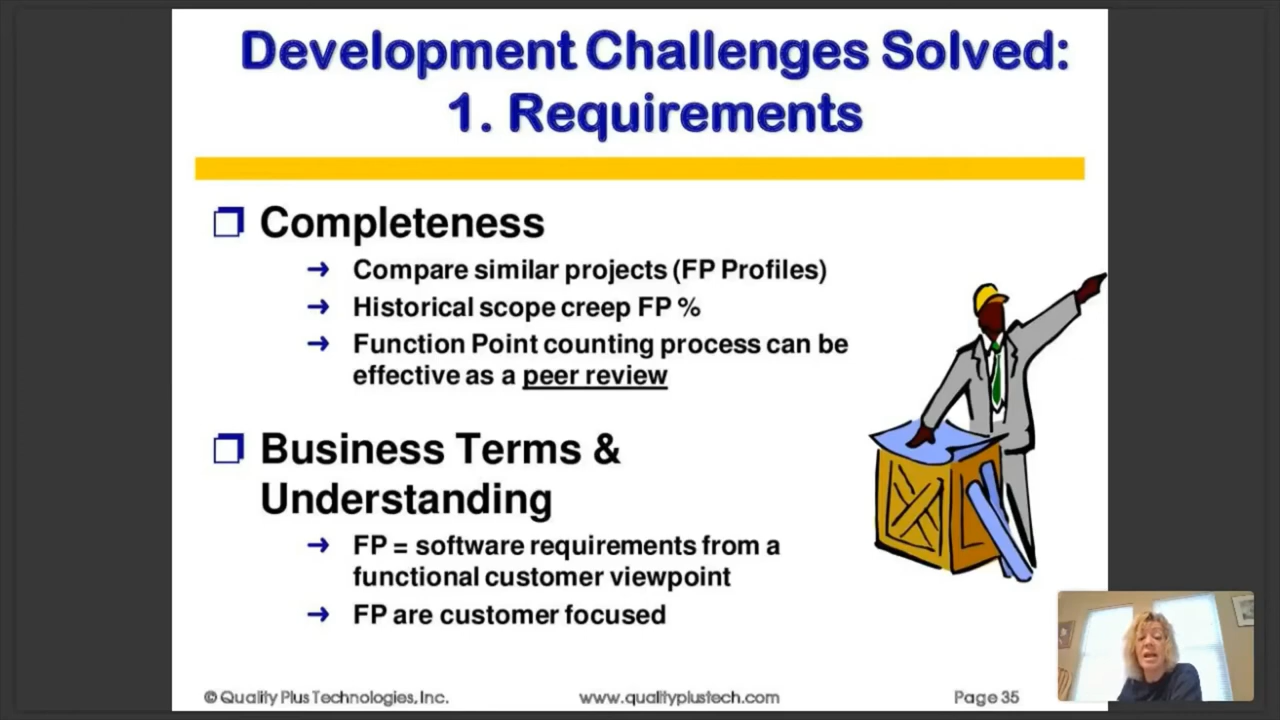 Development Challenges Solved:
1. Requirements
Completeness
Compare similar projects (FP Profiles)
Historical scope creep FP %
Function Point counting process can be
effective as a peer review
Business Terms &
Understanding
FP = software requirements from a
functional customer viewpoint
FP are customer focused
© Quality Plus Technologies, Inc.
www.qualityplustech.com
Page 35